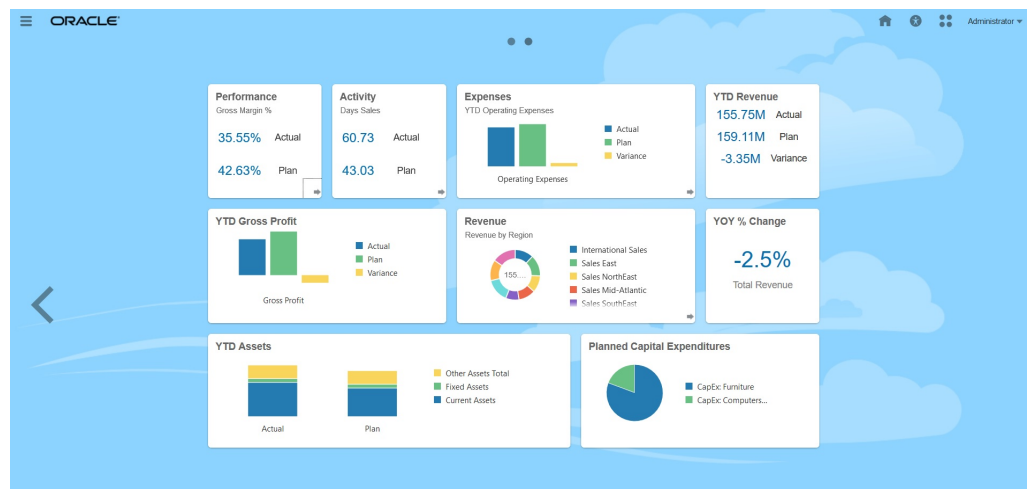 ORACLE
Administrator
Performance
Gross Margin %
35.55% Actual
42.63% Plan
Activity
Days Sales
60.73 Actual
43.03 Plan
Expenses
YTD Operating Expenses
Actual
Plan
Variance
Operating Expenses
YTD Revenue
155.75M Actual
159.11M Plan
-3.35M Variance
YTD Gross Profit
Actual
Plan
Variance
Gross Profit
Revenue
Revenue by Region
155...
International Sales
Sales East
Sales NorthEast
Sales Mid-Atlantic
Sales SouthEast
YOY % Change
-2.5%
Total Revenue
YTD Assets
Other Assets Total
Fixed Assets
Current Assets
Actual Plan
Planned Capital Expenditures
CapEx: Furniture
CapEx: Computers...